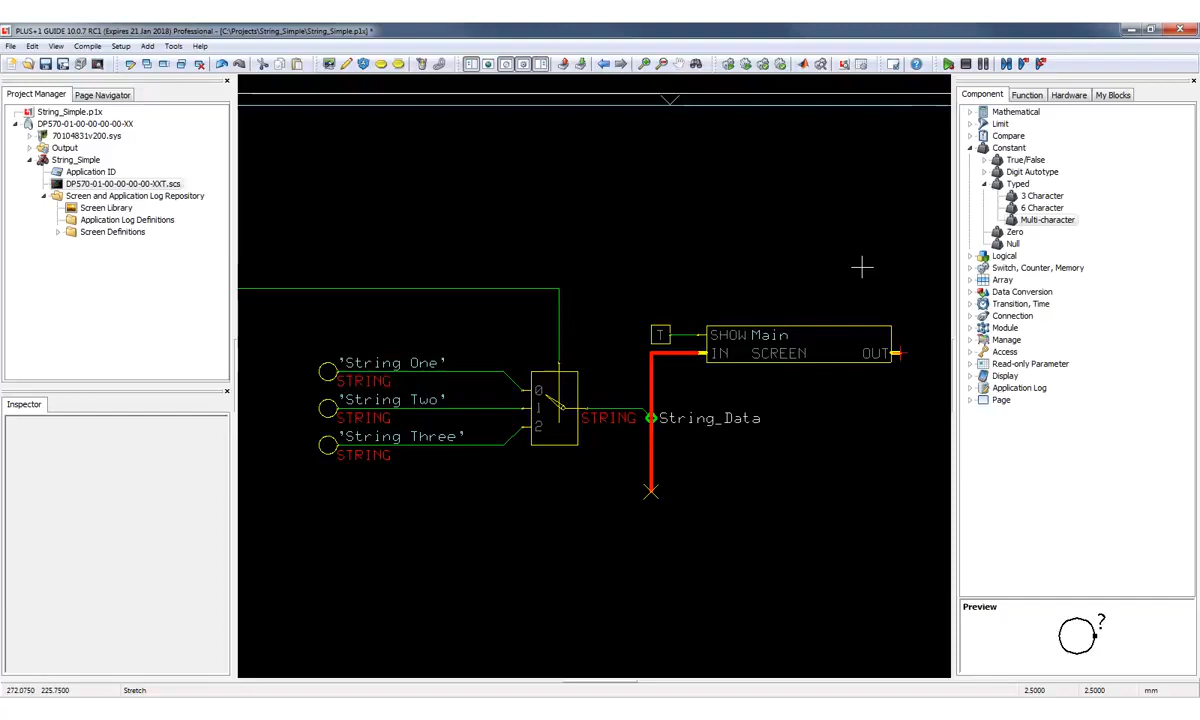 PLUS+1 GUIDE 10.0.7 RC1 (Expires 21 Jan 2018) Professional - [C:\Projects\String_Simple\String_Simple.p1x] *
File Edit View Compile Setup Add Tools Help
Project Manager Page Navigator
String_Simple.p1x
DP570-01-00-00-00-00-XX
70104831v200.sys
Output
String_Simple
Application ID
DP570-01-00-00-00-00-XXT.scs
Screen and Application Log Repository
Screen Library
Application Log Definitions
Screen Definitions
Inspector
'String One'
STRING
'String Two'
STRING
'String Three'
STRING
0
1
2
STRING
String_Data
T
SHOW Main
IN SCREEN OUT
Component Function Hardware My Blocks
Mathematical
Limit
Compare
Constant
True/False
Digit Autotype
Typed
3 Character
6 Character
Multi-character
Zero
Null
Logical
Switch, Counter, Memory
Array
Data Conversion
Transition, Time
Connection
Module
Manage
Access
Read-only Parameter
Display
Application Log
Page
Preview
?
272.0750 225.7500 Stretch 2.5000 2.5000 mm